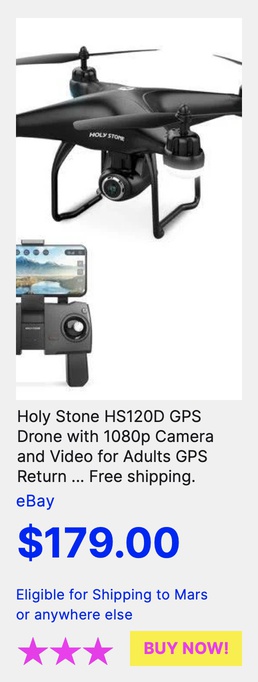 HOLY STONE
Holy Stone HS120D GPS
Drone with 1080p Camera
and Video for Adults GPS
Return ... Free shipping.
eBay
$179.00
Eligible for Shipping to Mars
or anywhere else
BUY NOW!